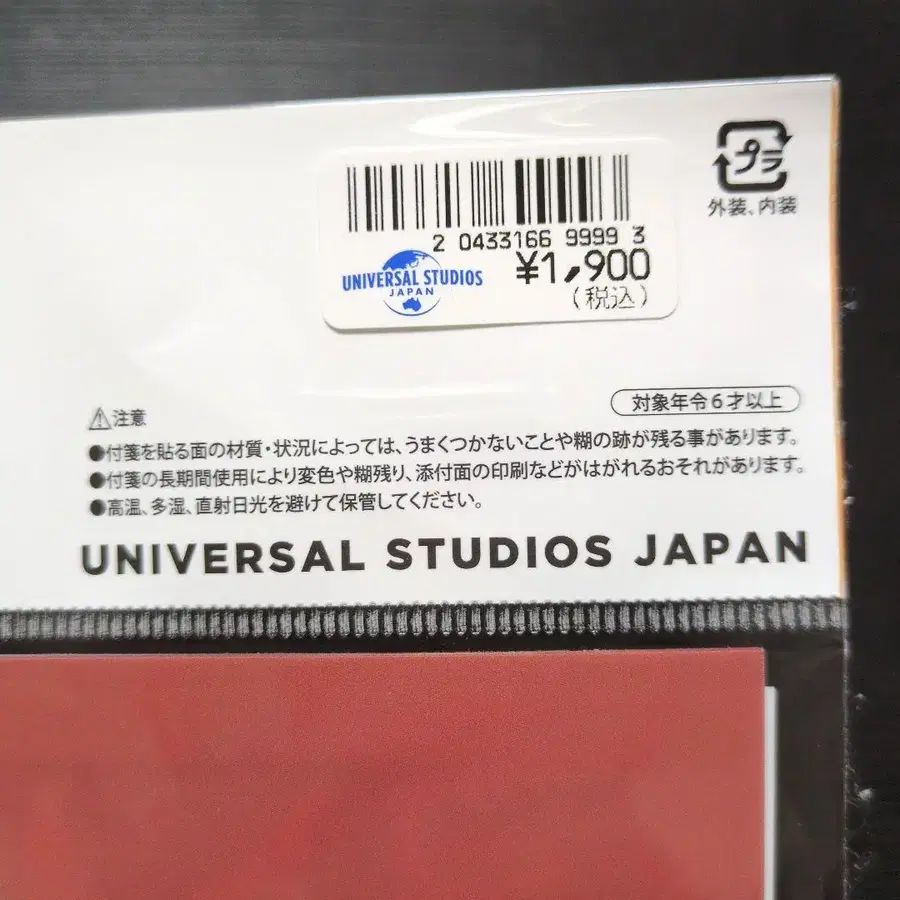 プラ
外装、内装
2 0433166 9999 3
UNIVERSAL STUDIOS
JAPAN
¥1,900
(税込)
対象年令6才以上
注意
●付箋を貼る面の材質・状況によっては、うまくつかないことや糊の跡が残る事があります。
●付箋の長期間使用により変色や糊残り、添付面の印刷などがはがれるおそれがあります。
●高温、多湿、直射日光を避けて保管してください。
UNIVERSAL STUDIOS JAPAN